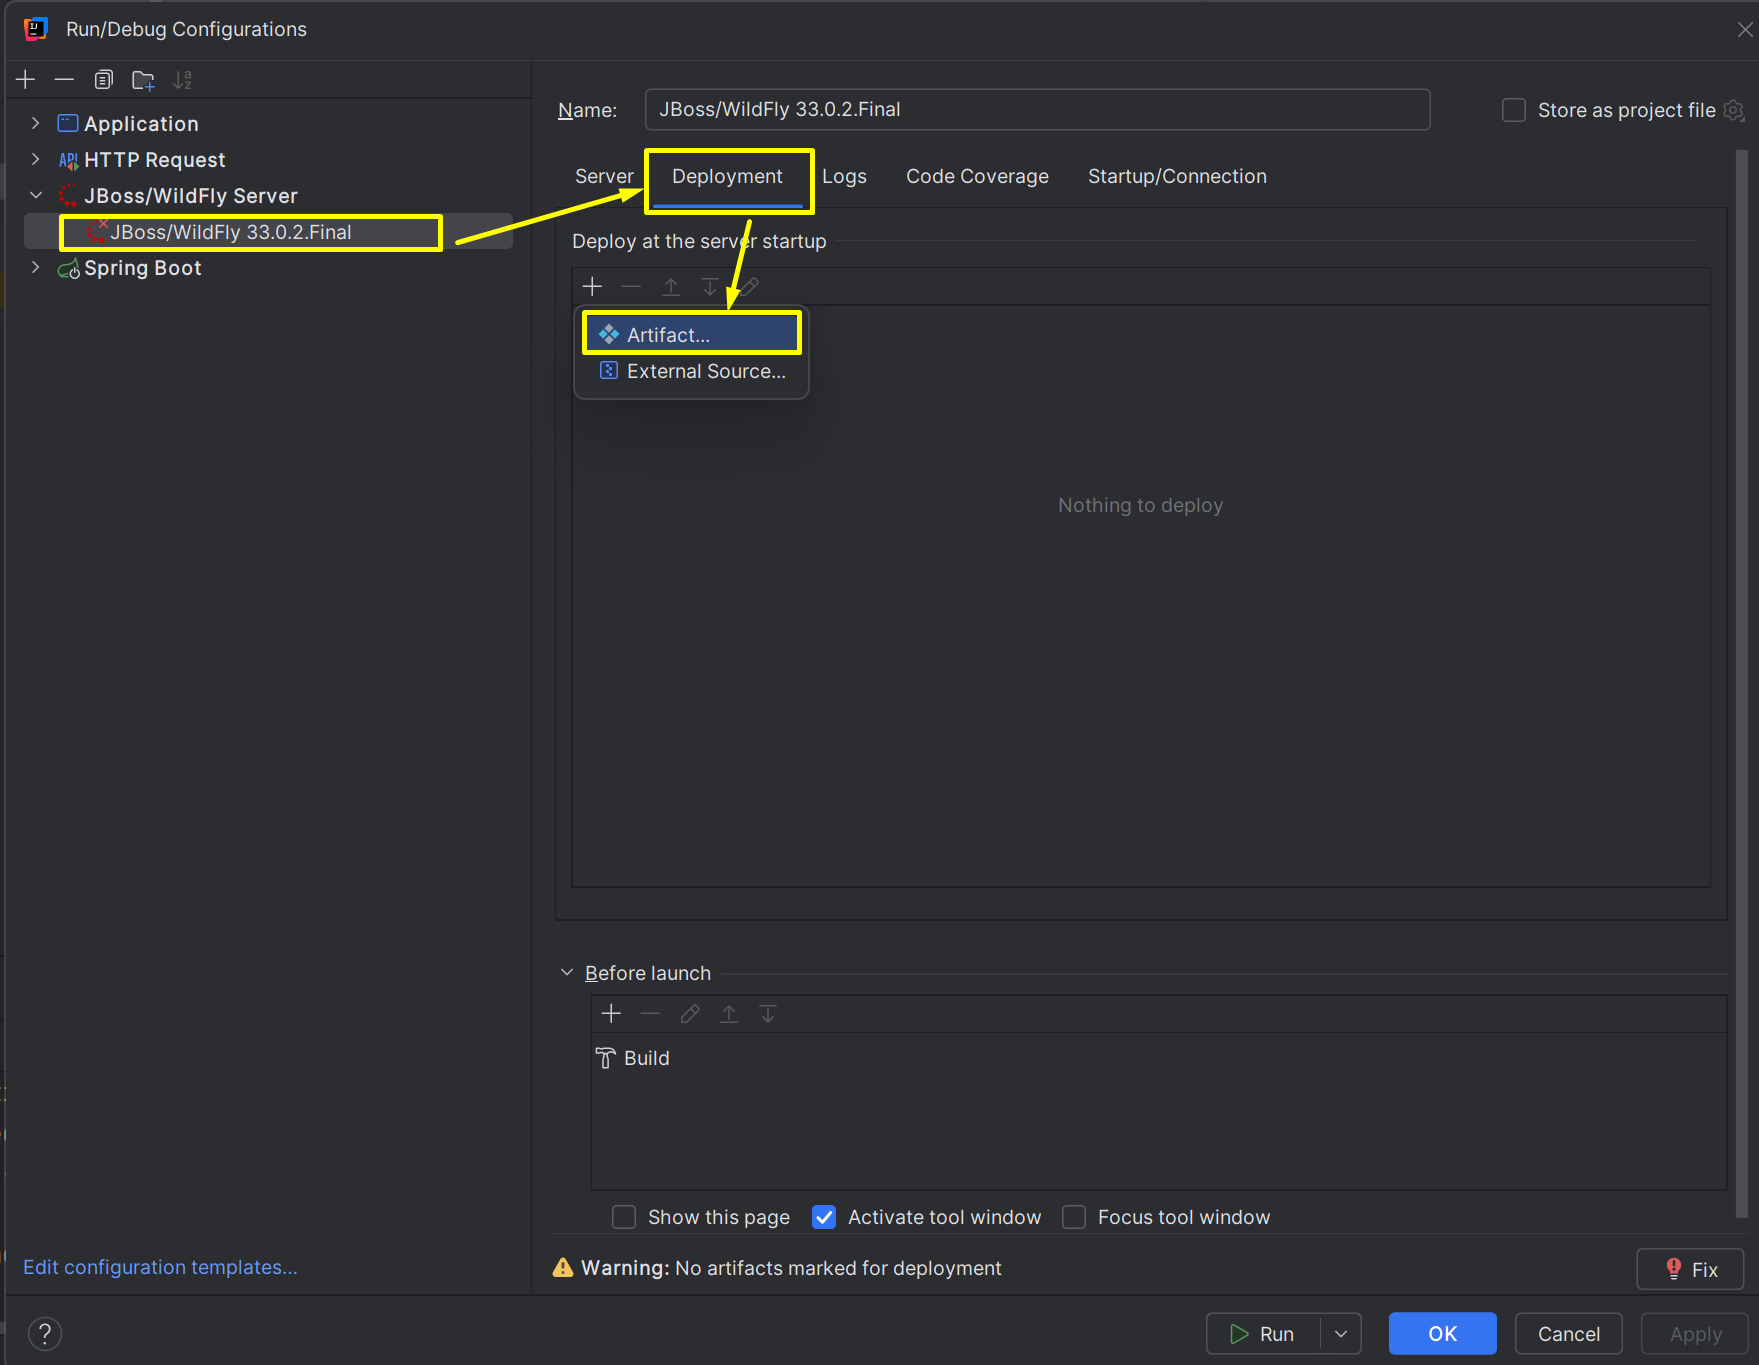 Run/Debug Configurations
Application
HTTP Request
JBoss/WildFly Server
JBoss/WildFly 33.0.2.Final
Spring Boot
Edit configuration templates...
Name: JBoss/WildFly 33.0.2.Final
Store as project file
Server Deployment Logs Code Coverage Startup/Connection
Deploy at the server startup
Artifact...
External Source...
Nothing to deploy
Before launch
Build
Show this page Activate tool window Focus tool window
Warning: No artifacts marked for deployment
Fix
? Run OK Cancel Apply